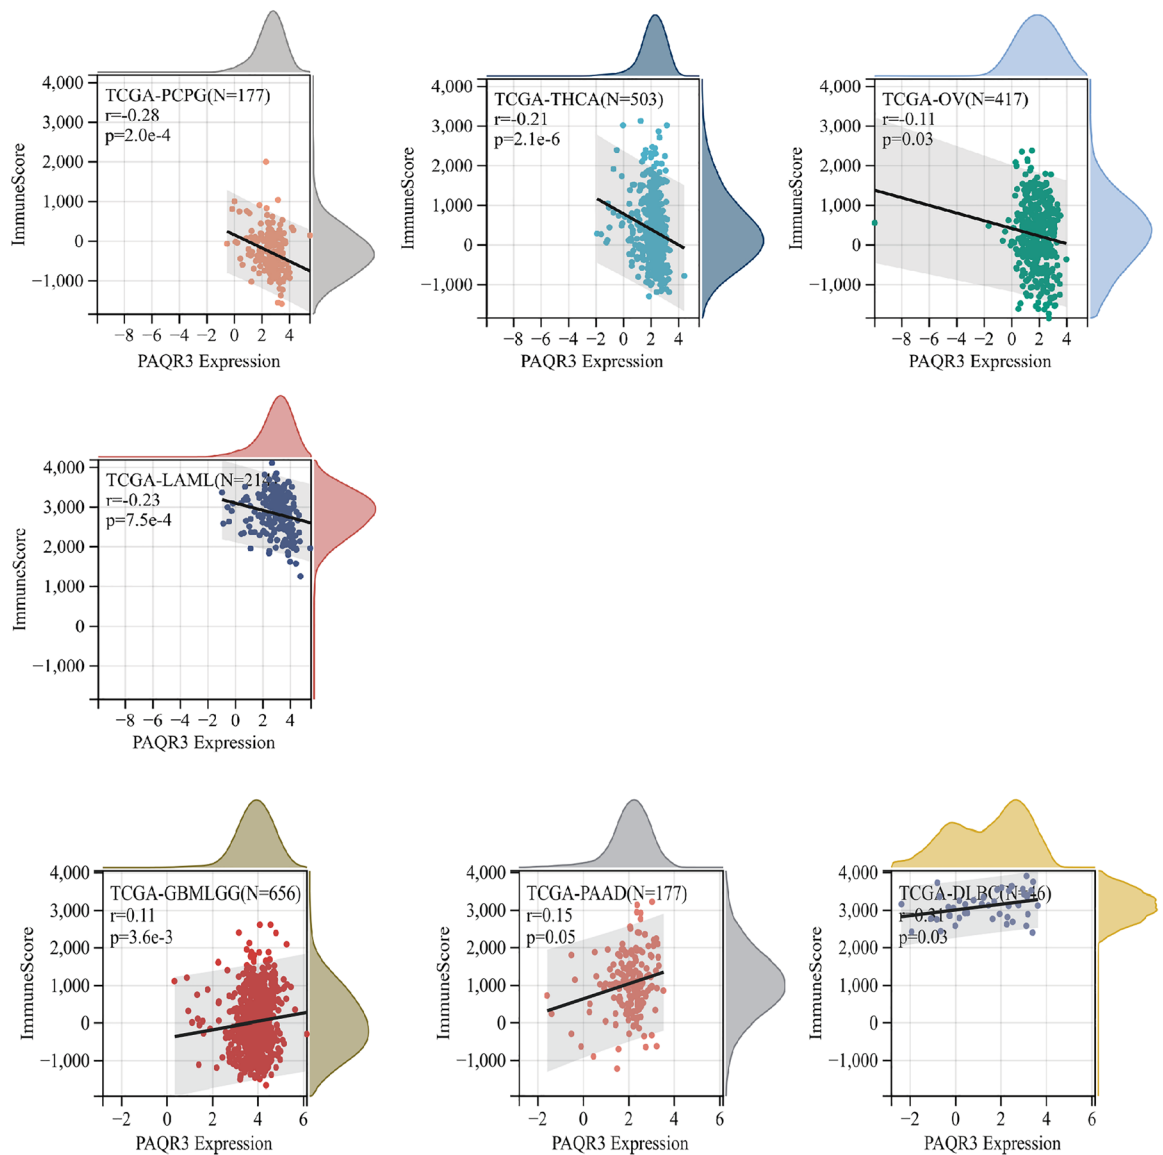 4,000
3,000
2,000
1,000
0
−1,000
ImmuneScore
TCGA-PCPG(N=177)
r=-0.28
p=2.0e-4
−8 −6 −4 −2 0 2 4
PAQR3 Expression
4,000
3,000
2,000
1,000
0
−1,000
ImmuneScore
TCGA-THCA(N=503)
r=-0.21
p=2.1e-6
−8 −6 −4 −2 0 2 4
PAQR3 Expression
4,000
3,000
2,000
1,000
0
−1,000
ImmuneScore
TCGA-OV(N=417)
r=-0.11
p=0.03
−8 −6 −4 −2 0 2 4
PAQR3 Expression
4,000
3,000
2,000
1,000
0
−1,000
ImmuneScore
TCGA-LAML(N=214
r=-0.23
p=7.5e-4
−8 −6 −4 −2 0 2 4
PAQR3 Expression
4,000
3,000
2,000
1,000
0
−1,000
ImmuneScore
TCGA-GBMLGG(N=656)
r=0.11
p=3.6e-3
−2 0 2 4 6
PAQR3 Expression
4,000
3,000
2,000
1,000
0
−1,000
ImmuneScore
TCGA-PAAD(N=177)
r=0.15
p=0.05
−2 0 2 4 6
PAQR3 Expression
4,000
3,000
2,000
1,000
0
−1,000
ImmuneScore
r=0.31
p=0.03
−2 0 2 4 6
PAQR3 Expression